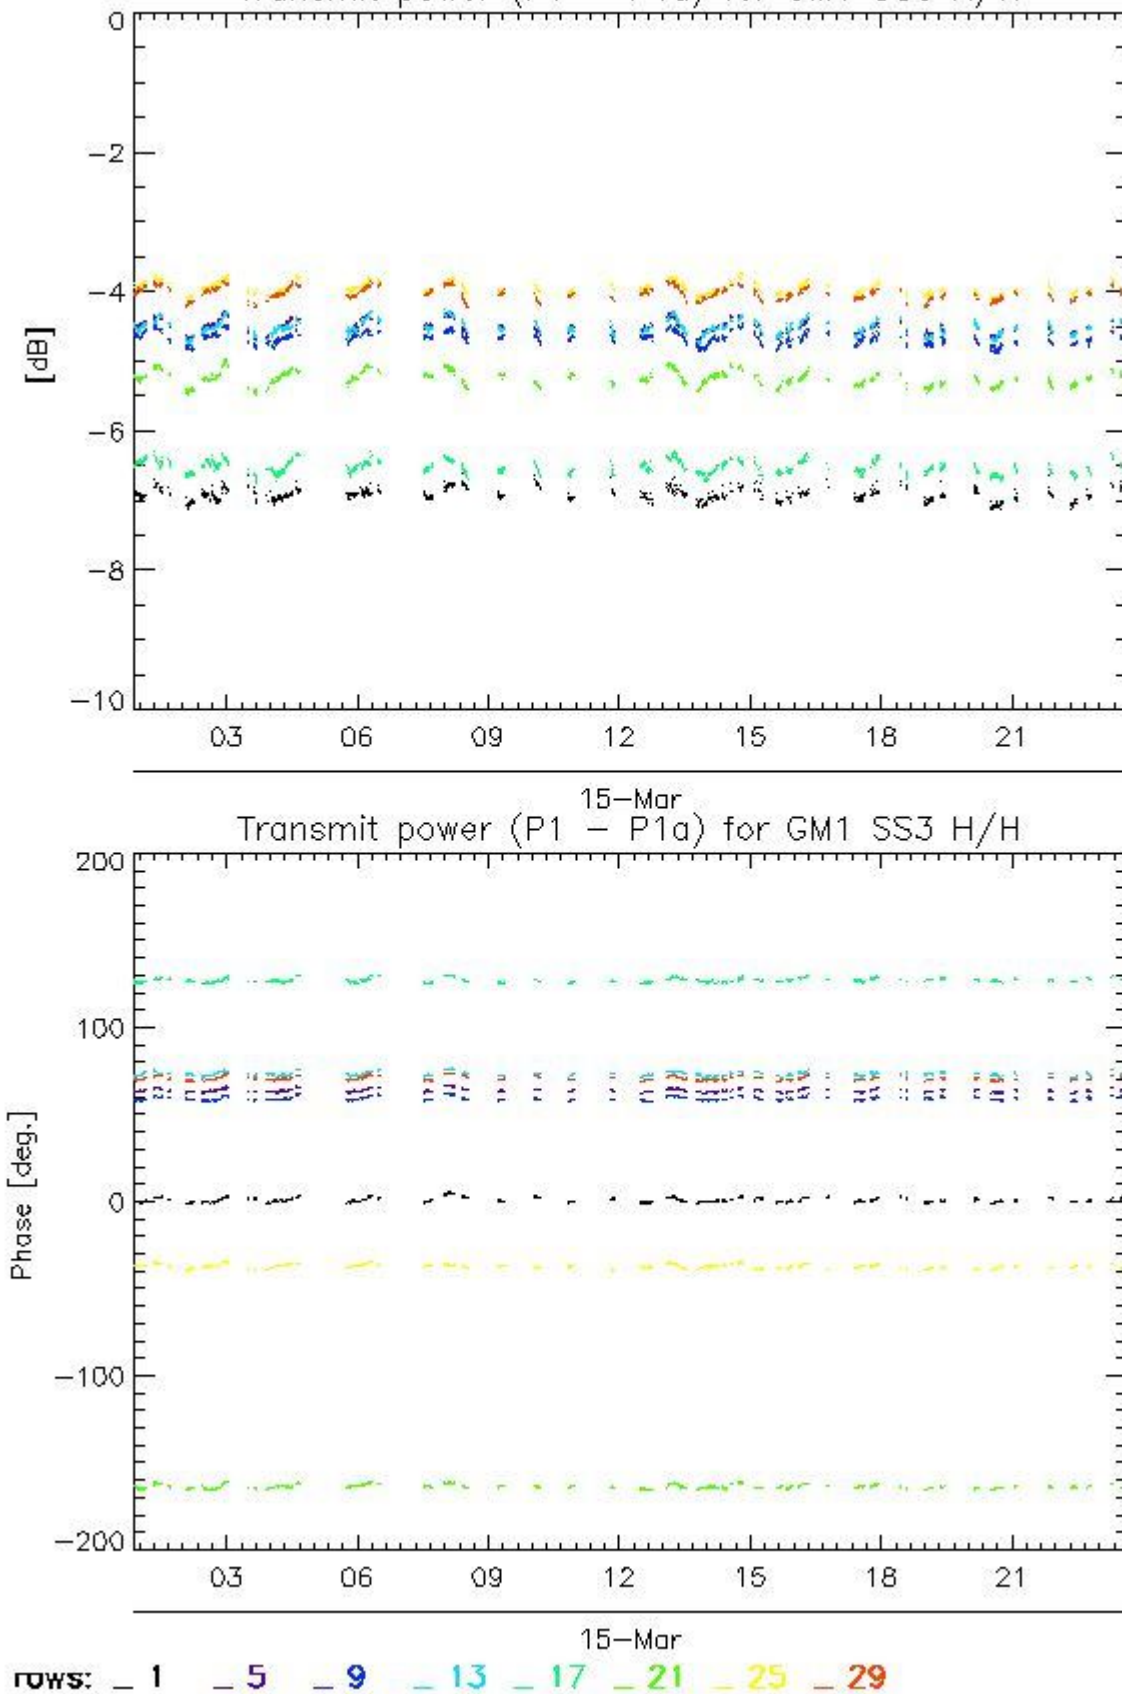 0
−2
−4
[dB]
−6
−8
−10
03 06 09 12 15 18 21
15−Mar
Transmit power (P1 − P1a) for GM1 SS3 H/H
200
100
Phase [deg.]
0
−100
−200
03 06 09 12 15 18 21
15−Mar
rows: _ 1 _ 5 _ 9 _ 13 _ 17 _ 21 _ 25 _ 29